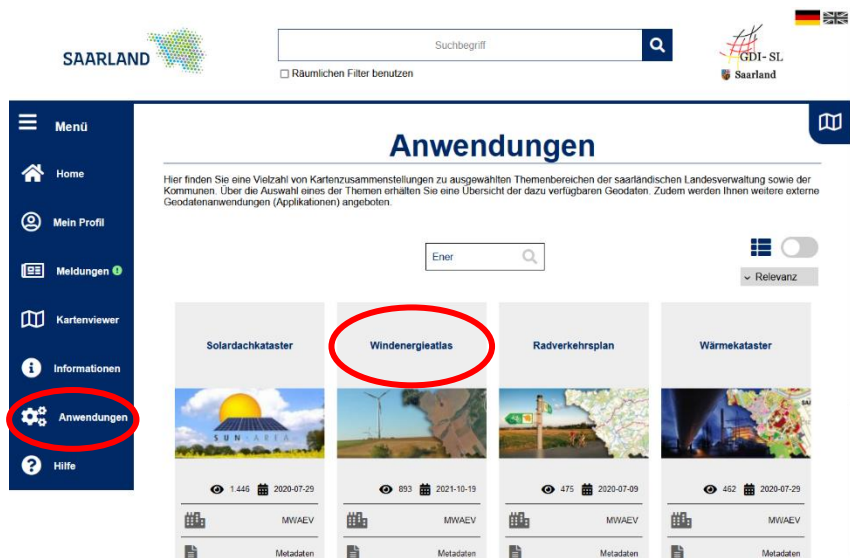 SAARLAND
Suchbegriff
Räumlichen Filter benutzen
GDI-SL
Saarland
Menü
Home
Mein Profil
Meldungen
Kartenviewer
Informationen
Anwendungen
Hilfe
Anwendungen
Hier finden Sie eine Vielzahl von Kartenzusammenstellungen zu ausgewählten Themenbereichen der saarländischen Landesverwaltung sowie der
Kommunen. Über die Auswahl eines der Themen erhalten Sie eine Übersicht der dazu verfügbaren Geodaten. Zudem werden Ihnen weitere externe
Geodatenanwendungen (Applikationen) angeboten.
Ener
Relevanz
Solardachkataster
SUN-AREA
1.446 2020-07-29
MWAEV
Metadaten
Windenergieatlas
893 2021-10-19
MWAEV
Metadaten
Radverkehrsplan
475 2020-07-09
MWAEV
Metadaten
Wärmekataster
462 2020-07-29
MWAEV
Metadaten